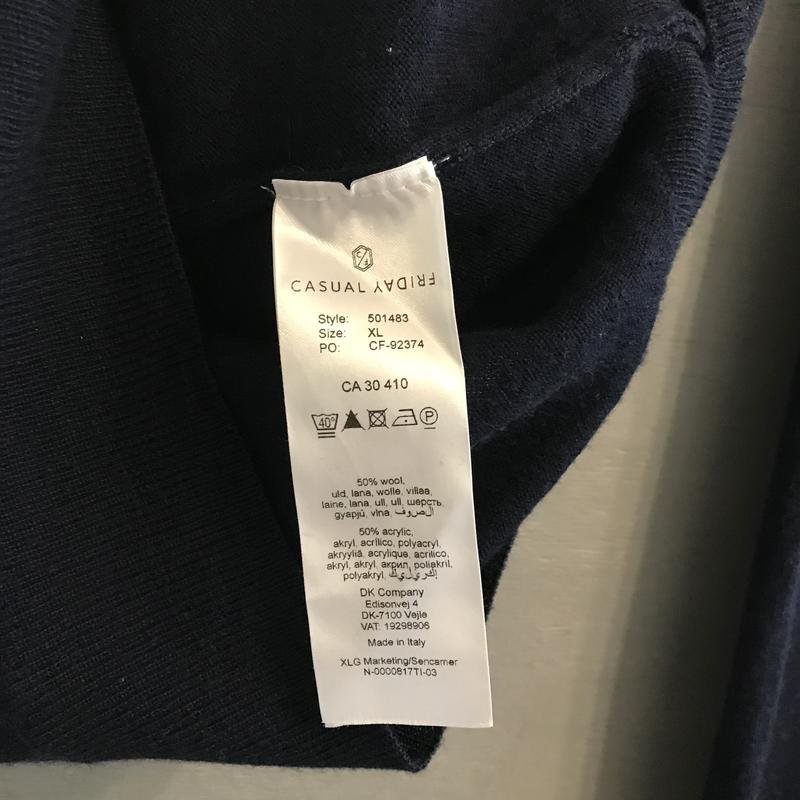 CASUAL FRIDAY
Style: 501483
Size: XL
PO: CF-92374
CA 30 410
40° P
50% wool,
uld, lana, wolle, villaa,
laine, lana, ull, ull, шерсть,
gyapjú, vlna, الصوف
50% acrylic,
akryl, acrilico, polyacryl,
akryyliä, acrylique, acrilico,
akryl, akryl, акрил, poliakril,
polyakryl, إكريليك
DK Company
Edisonvej 4
DK-7100 Vejle
VAT: 19298906
Made in Italy
XLG Marketing/Sencamer
N-0000817TI-03